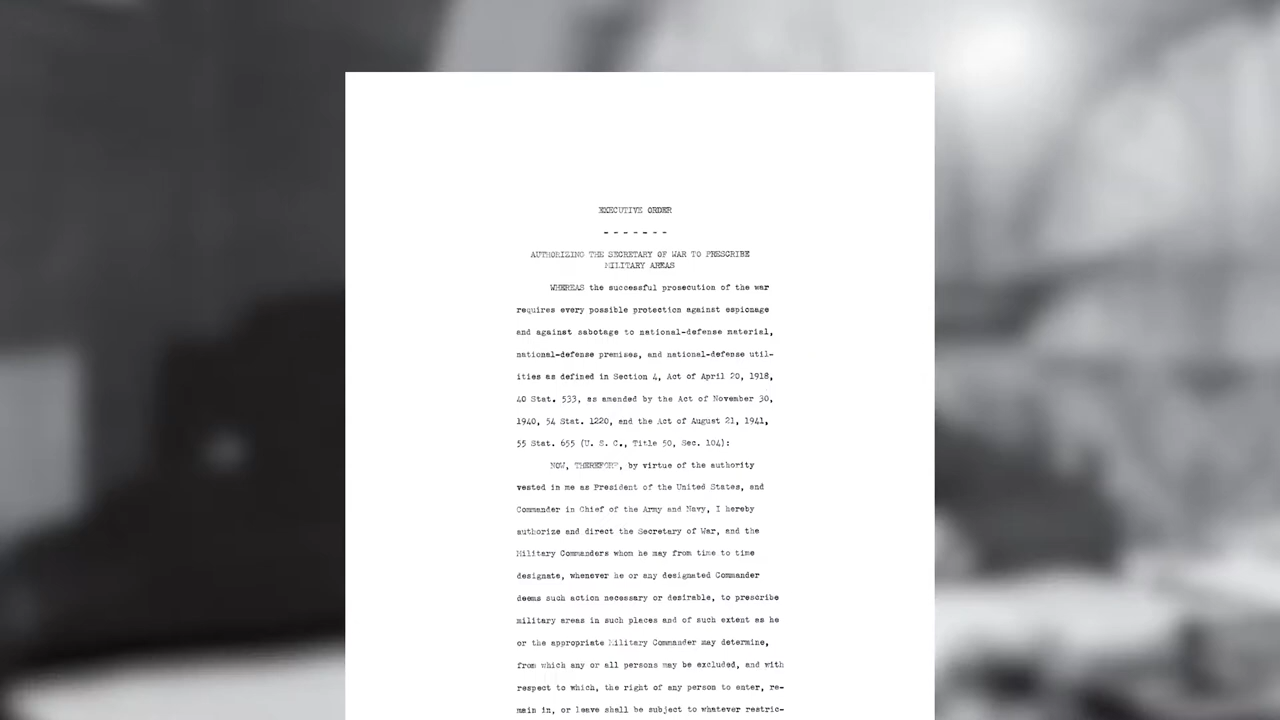 EXECUTIVE ORDER
- - - - - - -
AUTHORIZING THE SECRETARY OF WAR TO PRESCRIBE
MILITARY AREAS
WHEREAS the successful prosecution of the war
requires every possible protection against espionage
and against sabotage to national-defense material,
national-defense premises, and national-defense util-
ities as defined in Section 4, Act of April 20, 1918,
40 Stat. 533, as amended by the Act of November 30,
1940, 54 Stat. 1220, and the Act of August 21, 1941,
55 Stat. 655 (U. S. C., Title 50, Sec. 104):
NOW, THEREFORE, by virtue of the authority
vested in me as President of the United States, and
Commander in Chief of the Army and Navy, I hereby
authorize and direct the Secretary of War, and the
Military Commanders whom he may from time to time
designate, whenever he or any designated Commander
deems such action necessary or desirable, to prescribe
military areas in such places and of such extent as he
or the appropriate Military Commander may determine,
from which any or all persons may be excluded, and with
respect to which, the right of any person to enter, re-
main in, or leave shall be subject to whatever restric-